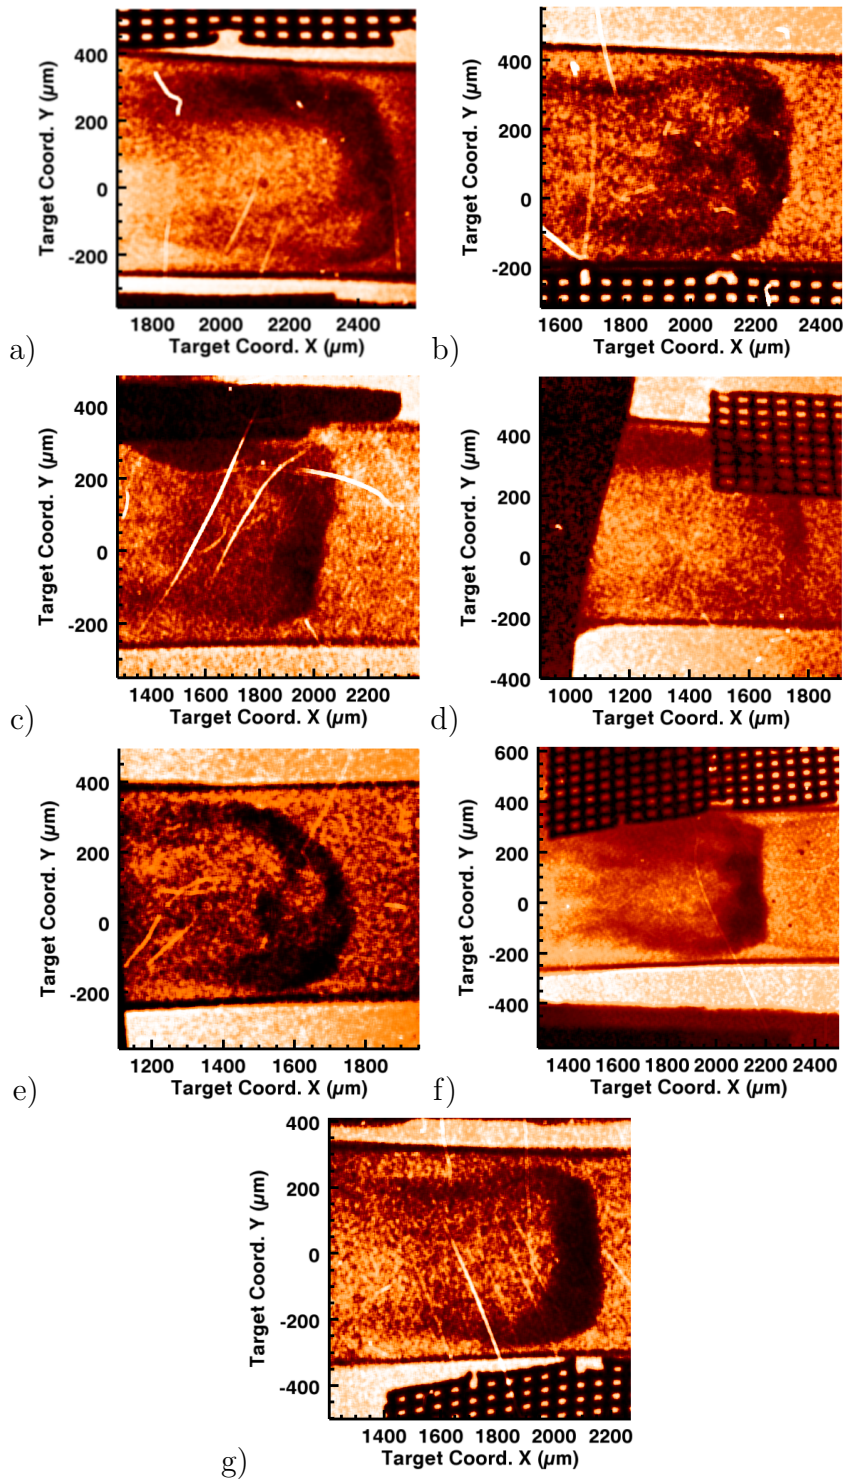 400
200
0
-200
Target Coord. Y (µm)
1800 2000 2200 2400
Target Coord. X (µm)
a)
400
200
0
-200
Target Coord. Y (µm)
1600 1800 2000 2200 2400
Target Coord. X (µm)
b)
400
200
0
-200
Target Coord. Y (µm)
1400 1600 1800 2000 2200
Target Coord. X (µm)
c)
400
200
0
-200
-400
Target Coord. Y (µm)
1000 1200 1400 1600 1800
Target Coord. X (µm)
d)
400
200
0
-200
Target Coord. Y (µm)
1200 1400 1600 1800
Target Coord. X (µm)
e)
600
400
200
0
-200
-400
Target Coord. Y (µm)
1400 1600 1800 2000 2200 2400
Target Coord. X (µm)
f)
400
200
0
-200
-400
Target Coord. Y (µm)
1400 1600 1800 2000 2200
Target Coord. X (µm)
g)